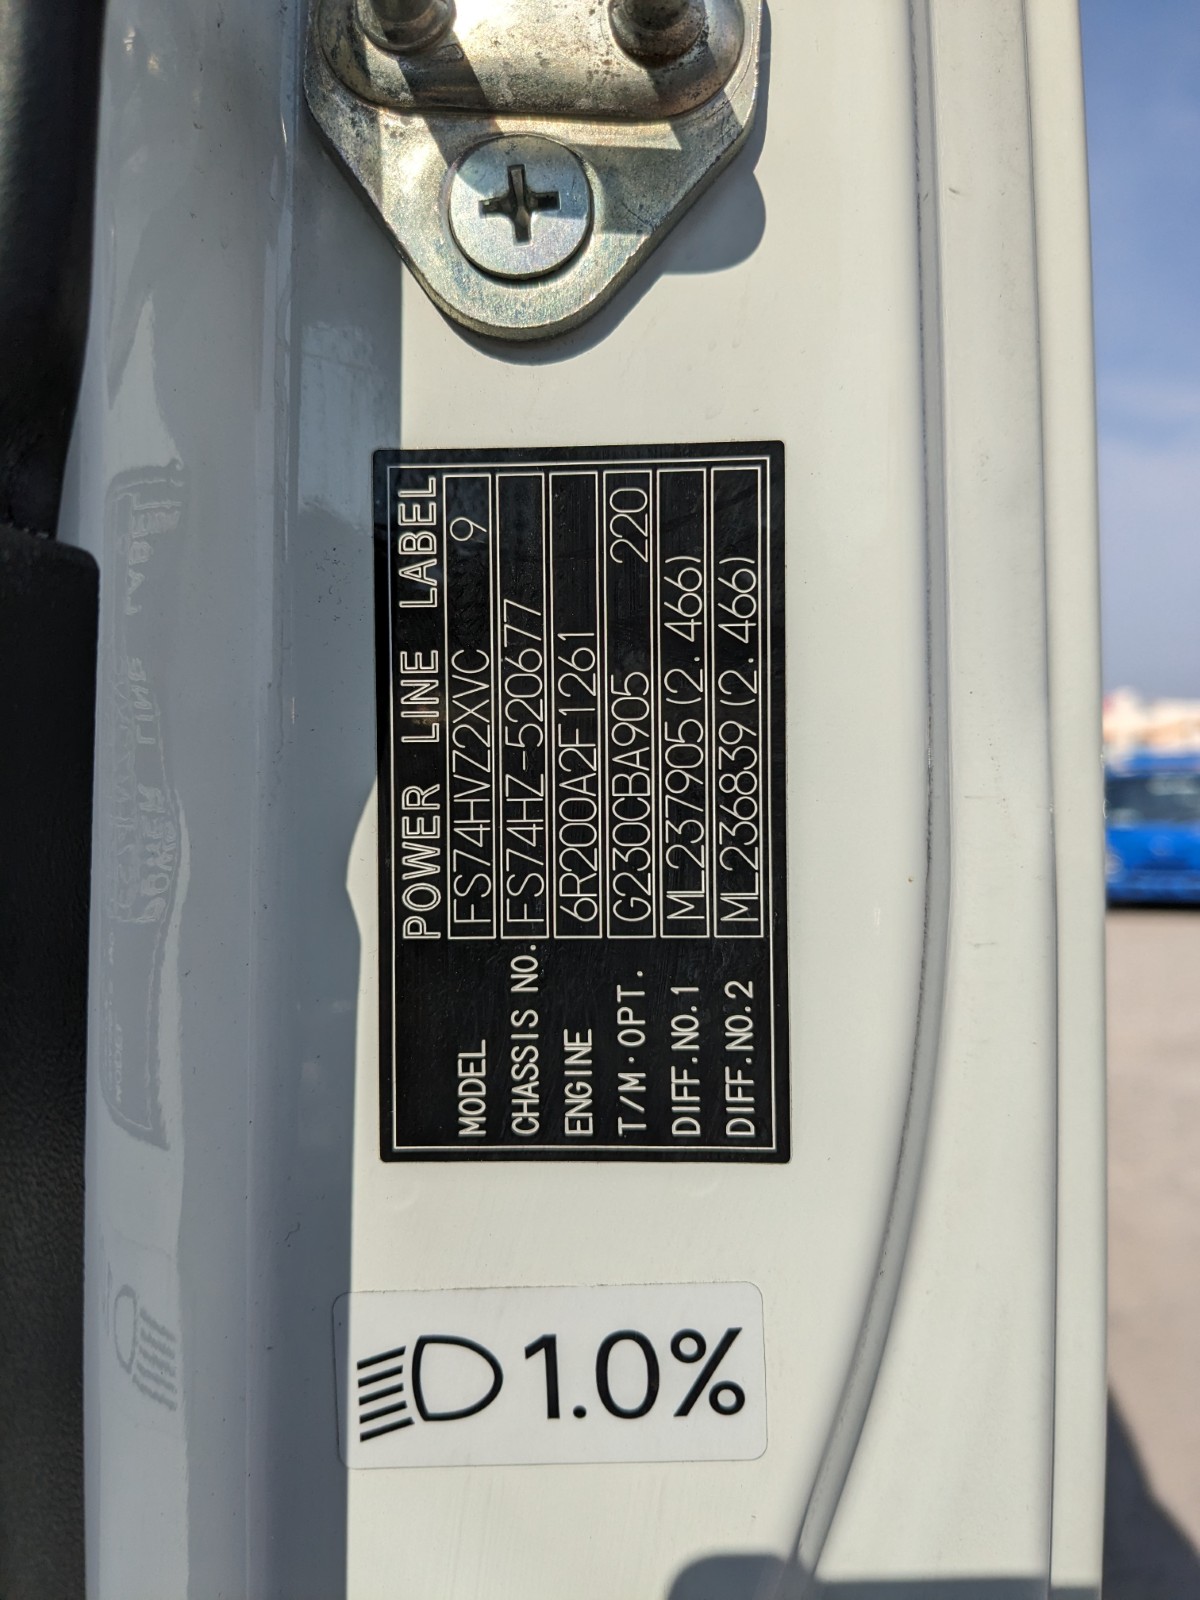 POWER LINE LABEL
MODEL FS74HVZ2XVC 9
CHASSIS NO. FS74HZ-520677
ENGINE 6R200A2F1261
T/M·OPT. G230CBA905 220
DIFF.NO.1 ML237905(2.466)
DIFF.NO.2 ML236839(2.466)
1.0%